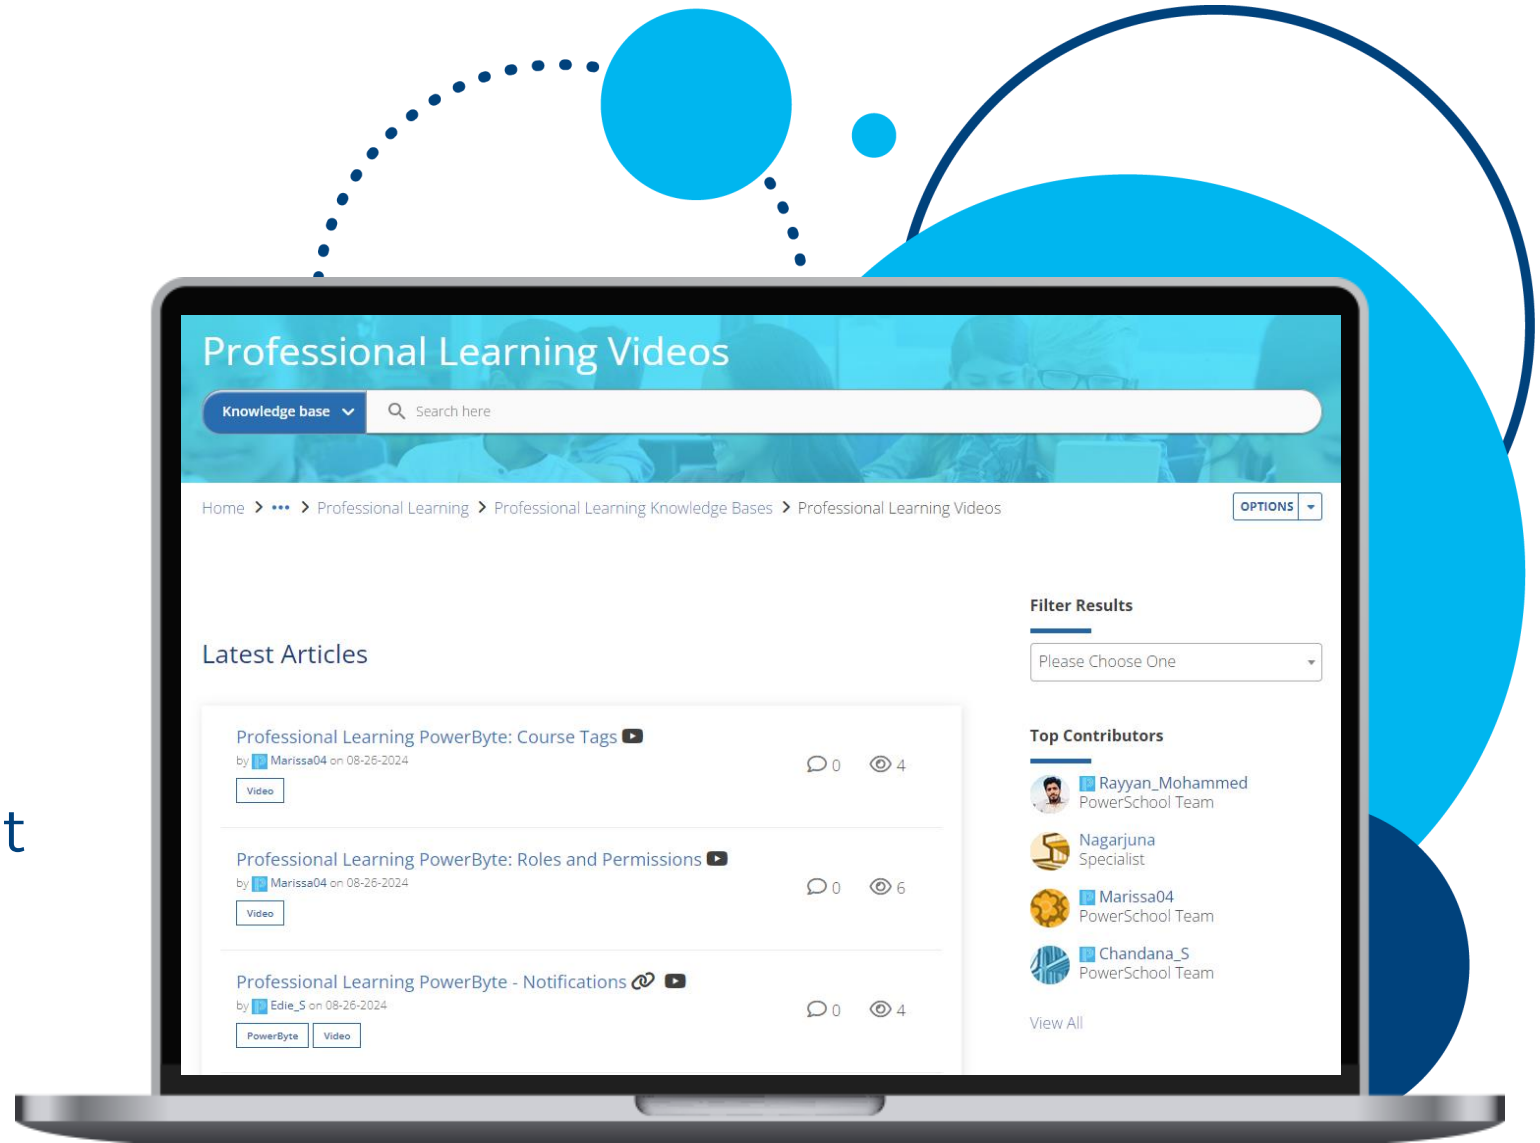 Professional Learning Videos
Knowledge base
Search here
Home > ••• > Professional Learning > Professional Learning Knowledge Bases > Professional Learning Videos
OPTIONS
Latest Articles
Professional Learning PowerByte: Course Tags
by Marissa04 on 08-26-2024
0 4
Video
Professional Learning PowerByte: Roles and Permissions
by Marissa04 on 08-26-2024
0 6
Video
Professional Learning PowerByte - Notifications
by Edie_S on 08-26-2024
0 4
PowerByte Video
Filter Results
Please Choose One
Top Contributors
Rayyan_Mohammed
PowerSchool Team
Nagarjuna
Specialist
Marissa04
PowerSchool Team
Chandana_S
PowerSchool Team
View All
t